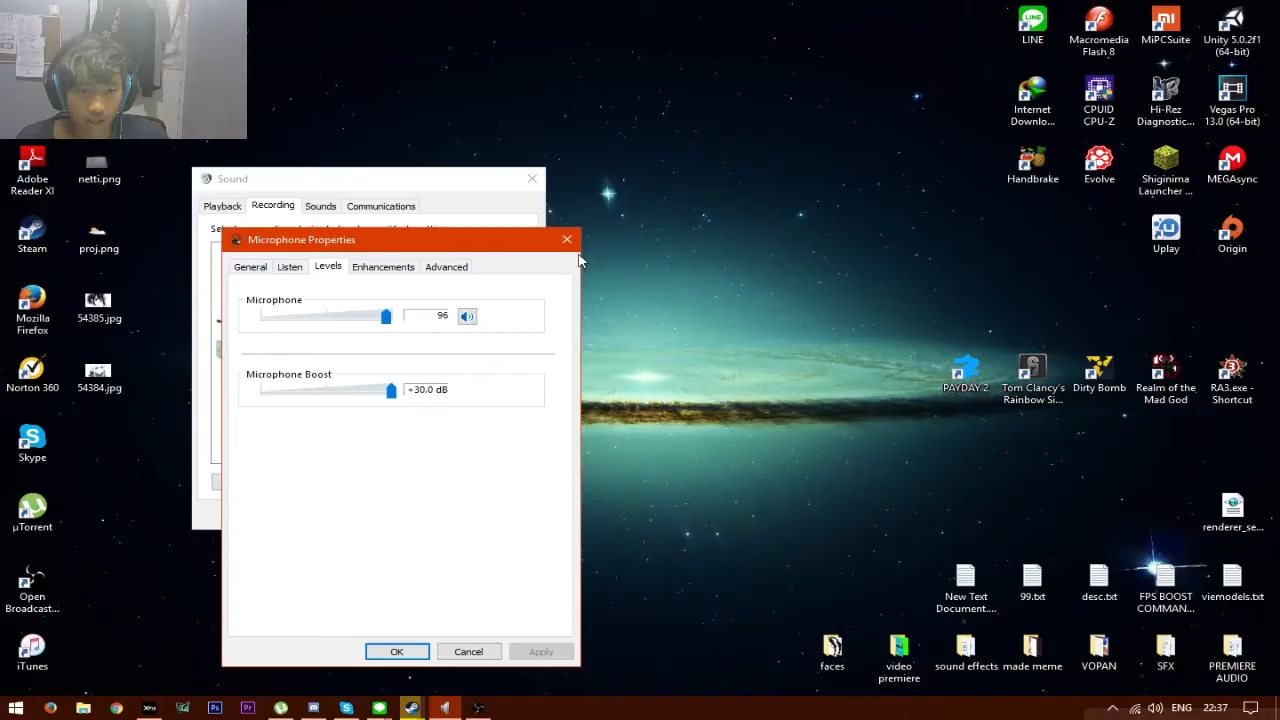 LINE
Macromedia
Flash 8
MiPCSuite
Unity 5.0.2f1
(64-bit)
Internet
Downlo...
CPUID
CPU-Z
Hi-Rez
Diagnostic...
Vegas Pro
13.0 (64-bit)
Adobe
Reader XI
netti.png
Handbrake
Evolve
Shiginima
Launcher ...
MEGAsync
Steam
proj.png
Uplay
Origin
Sound
Playback
Recording
Sounds
Communications
Microphone Properties
General
Listen
Levels
Enhancements
Advanced
Microphone
96
Microphone Boost
+30.0 dB
OK
Cancel
Apply
Mozilla
Firefox
54385.jpg
Norton 360
54384.jpg
PAYDAY 2
Tom Clancy's
Rainbow Si...
Dirty Bomb
Realm of the
Mad God
RA3.exe -
Shortcut
Skype
µTorrent
renderer_se...
Open
Broadcast...
New Text
Document....
99.txt
desc.txt
FPS BOOST
COMMAN...
viemodels.txt
iTunes
faces
video
premiere
sound effects
made meme
VOPAN
SFX
PREMIERE
AUDIO
ENG
22:37